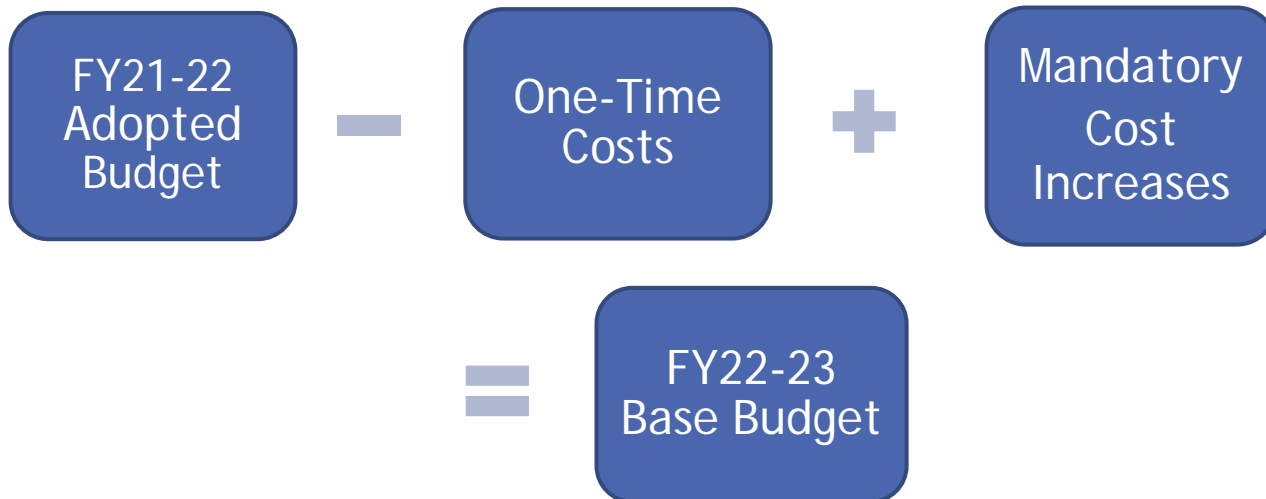 FY21-22
Adopted
Budget
One-Time
Costs
Mandatory
Cost
Increases
FY22-23
Base Budget